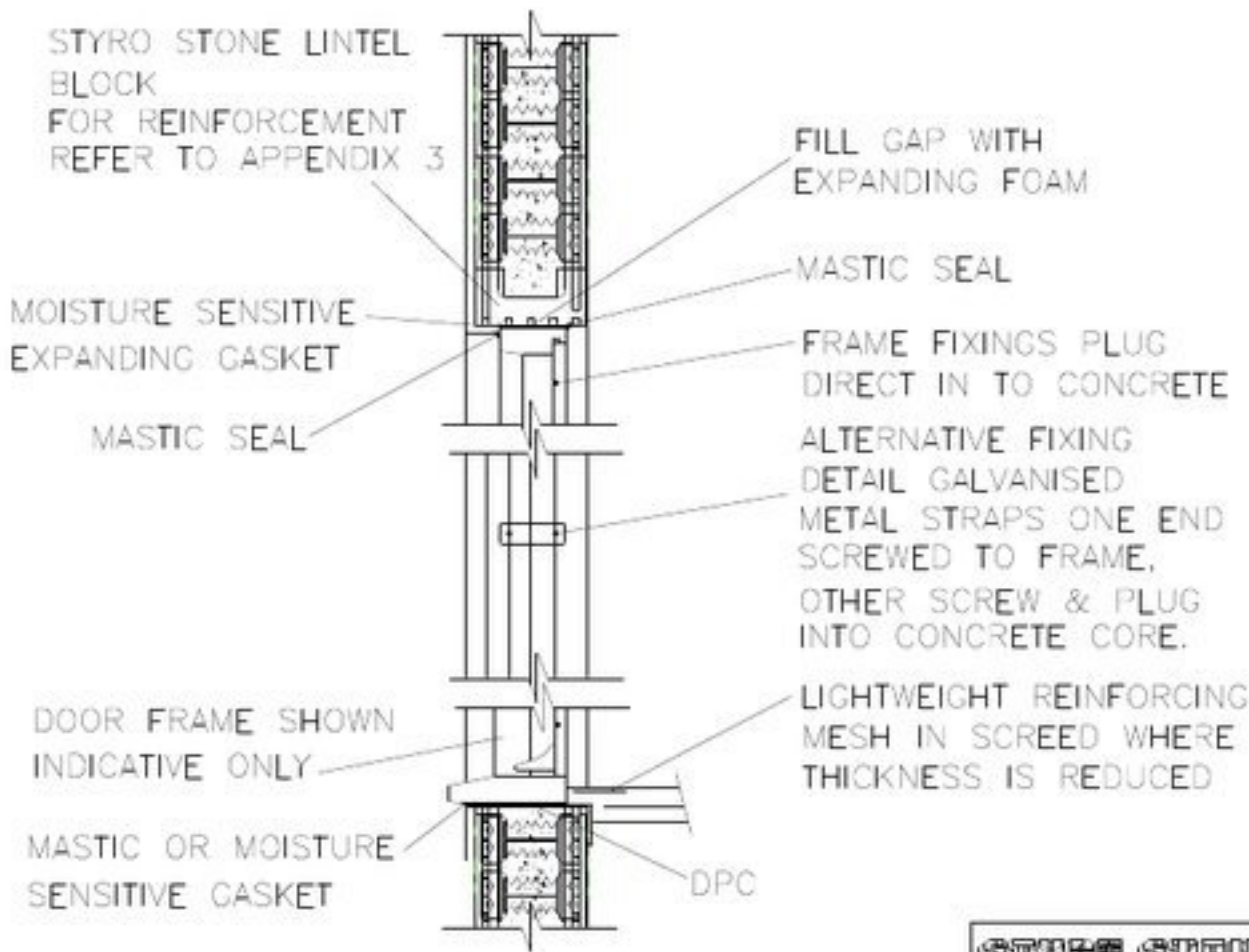 STYRO STONE LINTEL
BLOCK
FOR REINFORCEMENT
REFER TO APPENDIX 3
FILL GAP WITH
EXPANDING FOAM
MASTIC SEAL
MOISTURE SENSITIVE
EXPANDING GASKET
FRAME FIXINGS PLUG
DIRECT IN TO CONCRETE
MASTIC SEAL
ALTERNATIVE FIXING
DETAIL GALVANISED
METAL STRAPS ONE END
SCREWED TO FRAME,
OTHER SCREW & PLUG
INTO CONCRETE CORE.
DOOR FRAME SHOWN
INDICATIVE ONLY
LIGHTWEIGHT REINFORCING
MESH IN SCREED WHERE
THICKNESS IS REDUCED
MASTIC OR MOISTURE
SENSITIVE GASKET
DPC